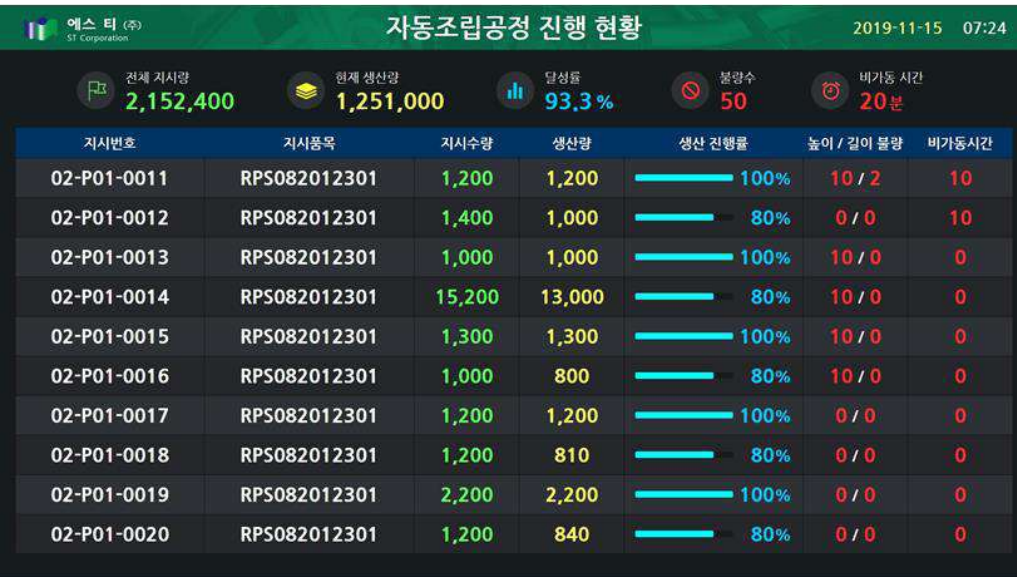 에스 티 (주)
ST Corporation
자동조립공정 진행 현황
2019-11-15 07:24
전체 지시량
2,152,400
현재 생산량
1,251,000
달성률
93.3%
불량수
50
비가동 시간
20분
지시번호 지시품목 지시수량 생산량 생산 진행률 높이 / 길이 불량 비가동시간
02-P01-0011 RPS082012301 1,200 1,200 100% 10 / 2 10
02-P01-0012 RPS082012301 1,400 1,000 80% 0 / 0 10
02-P01-0013 RPS082012301 1,000 1,000 100% 10 / 0 0
02-P01-0014 RPS082012301 15,200 13,000 80% 10 / 0 0
02-P01-0015 RPS082012301 1,300 1,300 100% 10 / 0 0
02-P01-0016 RPS082012301 1,000 800 80% 10 / 0 0
02-P01-0017 RPS082012301 1,200 1,200 100% 0 / 0 0
02-P01-0018 RPS082012301 1,200 810 80% 0 / 0 0
02-P01-0019 RPS082012301 2,200 2,200 100% 0 / 0 0
02-P01-0020 RPS082012301 1,200 840 80% 0 / 0 0